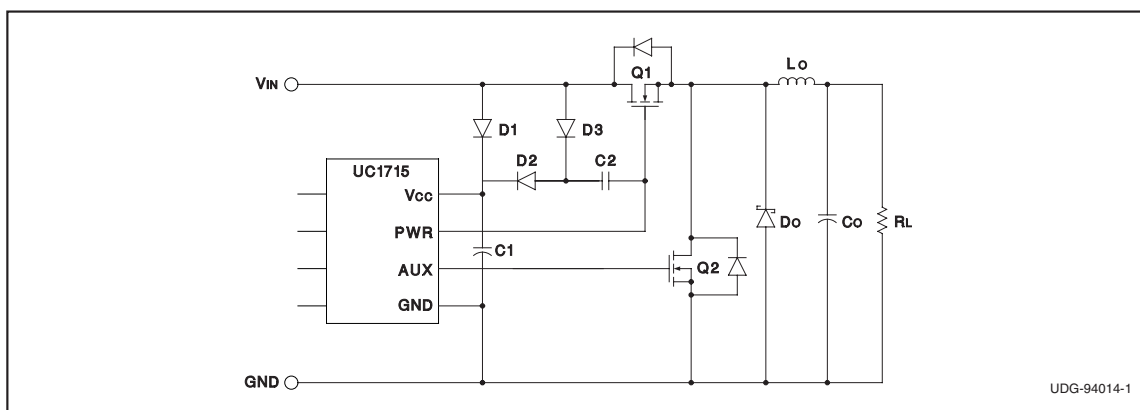 Q1
Lo
VIN
D1
D3
UC1715
D2
C2
Vcc
PWR
C1
AUX
Q2
Do
Co
RL
GND
GND
UDG-94014-1